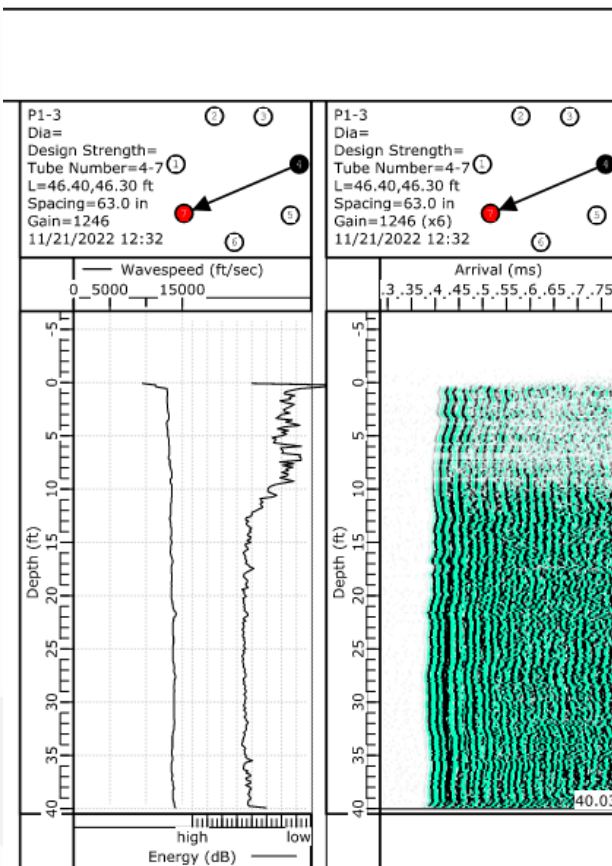 P1-3
Dia=
Design Strength=
Tube Number=4-7
L=46.40,46.30 ft
Spacing=63.0 in
Gain=1246
11/21/2022 12:32
2
3
1
4
7
5
6
P1-3
Dia=
Design Strength=
Tube Number=4-7
L=46.40,46.30 ft
Spacing=63.0 in
Gain=1246 (x6)
11/21/2022 12:32
2
3
1
4
7
5
6
Wavespeed (ft/sec)
0 5000 15000
Arrival (ms)
.3 .35 .4 .45 .5 .55 .6 .65 .7 .75
-5
0
5
10
15
20
25
30
35
40
Depth (ft)
-5
0
5
10
15
20
25
30
35
40
Depth (ft)
40.03
high low
Energy (dB)